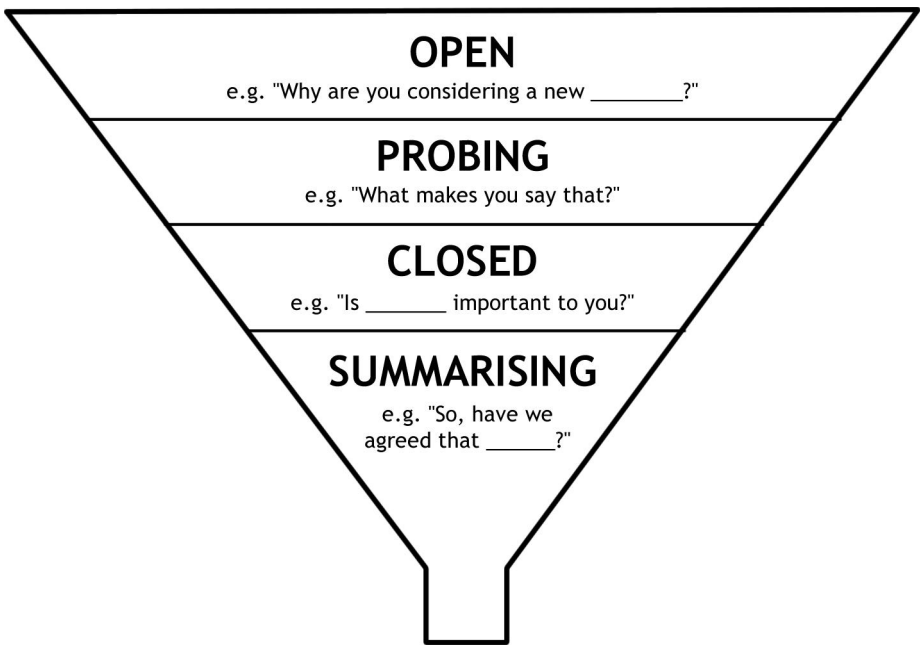 OPEN
e.g. "Why are you considering a new ________?"
PROBING
e.g. "What makes you say that?"
CLOSED
e.g. "Is _______ important to you?"
SUMMARISING
e.g. "So, have we
agreed that ______?"